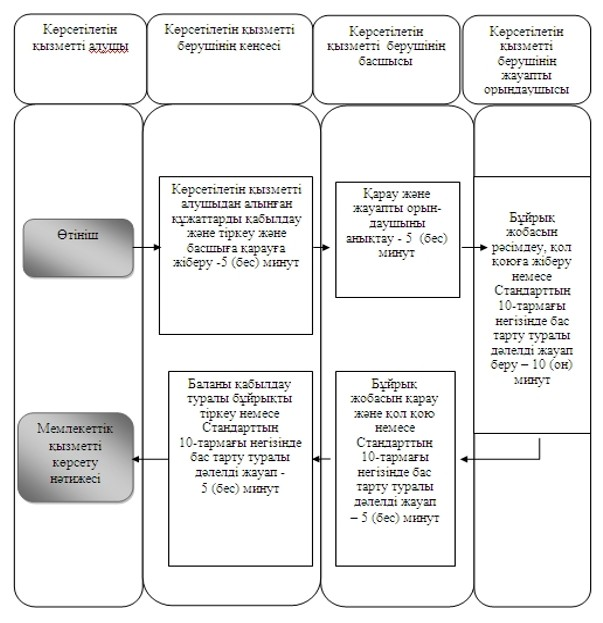 Көрсетілетін
қызметті алушы
Көрсетілетін қызметті
берушінің кенсесі
Көрсетілетін
қызметті берушінің
басшысы
Көрсетілетін
қызметті
берушінің
жауапты
орындаушысы
Өтініш
Көрсетілетін қызметті
алушыдан алынған
құжаттарды қабылдау
және тіркеу және
басшыға қарауға
жіберу -5 (бес) минут
Қарау және
жауапты орын-
даушыны
анықтау - 5 (бес)
минут
Бұйрық
жобасын
рәсімдеу, қол
қоюға жіберу
немесе
Стандарттын
10-тармағы
негізінде бас
тарту туралы
дәлелді жауап
беру – 10 (он)
минут
Мемлекеттік
қызметті
көрсету
нәтижесі
Баланы қабылдау
туралы бұйрықты
тіркеу немесе
Стандарттын
10-тармағы негізінде
бас тарту туралы
дәлелді жауап -
5 (бес) минут
Бұйрық
жобасын қарау
және қол қою
немесе
Стандарттын
10-тармағы
негізінде бас
тарту туралы
дәлелді жауап
– 5 (бес) минут